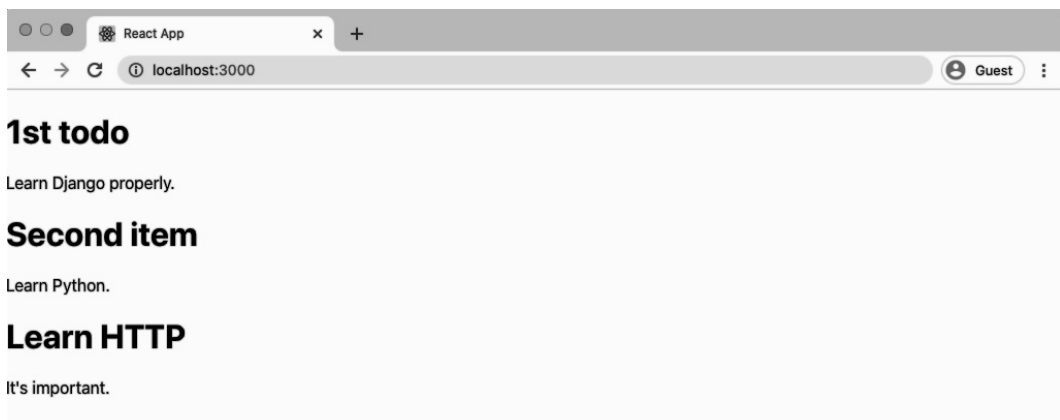 React App
localhost:3000
Guest
1st todo
Learn Django properly.
Second item
Learn Python.
Learn HTTP
It's important.